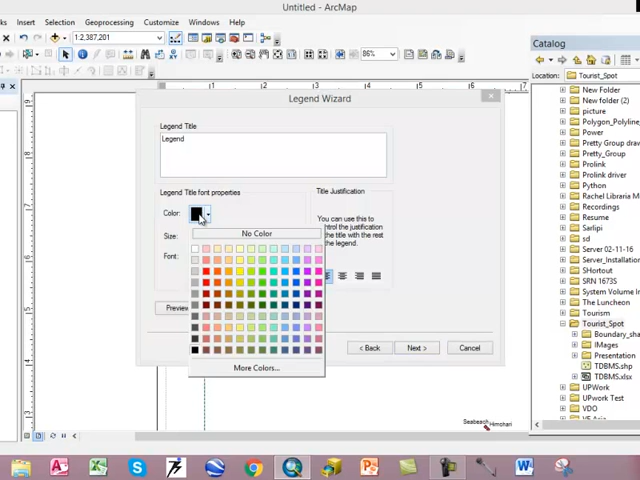 Untitled - ArcMap
ks Insert Selection Geoprocessing Customize Windows Help
1:2,387,201
86%
Legend Wizard
Legend Title
Legend
Legend Title font properties
Color:
Size:
Font:
No Color
More Colors...
Title Justification
You can use this to
control the justification
the title with the rest
the legend.
Preview
< Back
Next >
Cancel
Seabeach Himchari
Catalog
Location: Tourist_Spot
New Folder
New folder (2)
picture
Polygon_Polyline_
Power
Pretty Group draw
Pretty_Group
Prolink
Prolink driver
Python
Rachel Libraria M
Recordings
Resume
Sarlipi
sd
Server 02-11-16
Server_Installatio
SHortout
SRN 1673S
System Volume I
The Luncheon
Tourism
Tourist_Spot
Boundary_sha
IMages
Presentation
TDBMS.shp
TDBMS.xlsx
UPWork
UPwork Test
VDO